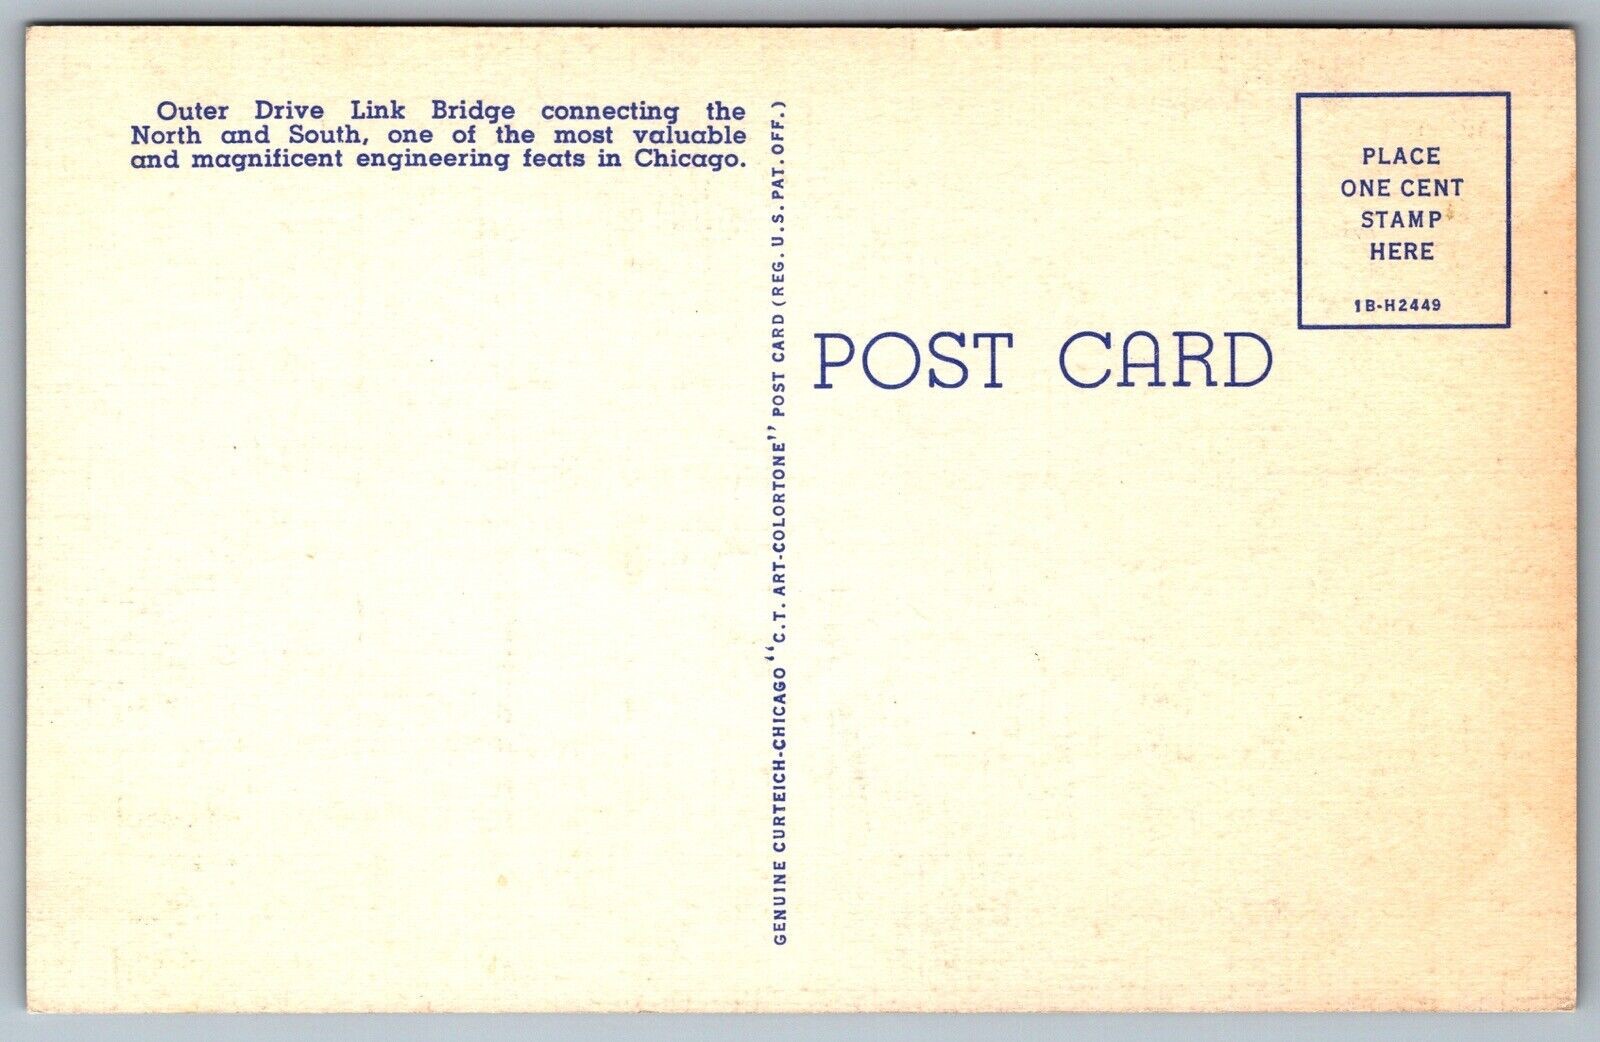 Outer Drive Link Bridge connecting the
North and South, one of the most valuable
and magnificent engineering feats in Chicago.
GENUINE CURTEICH-CHICAGO "C.T. ART-COLORTONE" POST CARD (REG. U.S. PAT. OFF.)
POST CARD
PLACE
ONE CENT
STAMP
HERE
1B-H2449